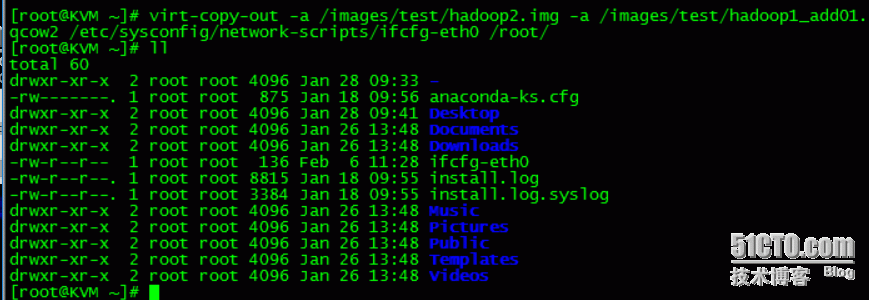 [root@KVM ~]# virt-copy-out -a /images/test/hadoop2.img -a /images/test/hadoop1_add01.
qcow2 /etc/sysconfig/network-scripts/ifcfg-eth0 /root/
[root@KVM ~]# ll
total 60
drwxr-xr-x  2 root root 4096 Jan 28 09:33 ~
-rw-------. 1 root root  875 Jan 18 09:56 anaconda-ks.cfg
drwxr-xr-x  2 root root 4096 Jan 28 09:41 Desktop
drwxr-xr-x  2 root root 4096 Jan 26 13:48 Documents
drwxr-xr-x  2 root root 4096 Jan 26 13:48 Downloads
-rw-r--r--  1 root root  136 Feb  6 11:28 ifcfg-eth0
-rw-r--r--. 1 root root 8815 Jan 18 09:55 install.log
-rw-r--r--. 1 root root 3384 Jan 18 09:55 install.log.syslog
drwxr-xr-x  2 root root 4096 Jan 26 13:48 Music
drwxr-xr-x  2 root root 4096 Jan 26 13:48 Pictures
drwxr-xr-x  2 root root 4096 Jan 26 13:48 Public
drwxr-xr-x  2 root root 4096 Jan 26 13:48 Templates
drwxr-xr-x  2 root root 4096 Jan 26 13:48 Videos
[root@KVM ~]#
51CTO.com
技术博客 Blog